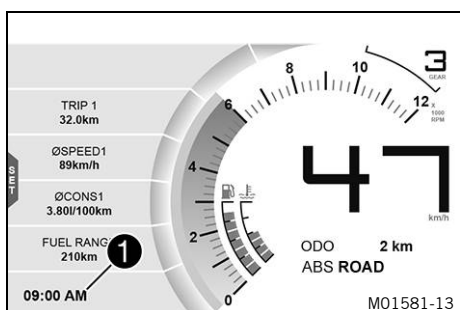 TRIP 1
32.0km
ØSPEED1
89km/h
ØCONS1
3.80l/100km
FUEL RANG
210km
09:00 AM
SET
1
0
2
4
6
8
10
12
X
1000
RPM
3
GEAR
47
km/h
ODO 2 km
ABS ROAD
M01581-13